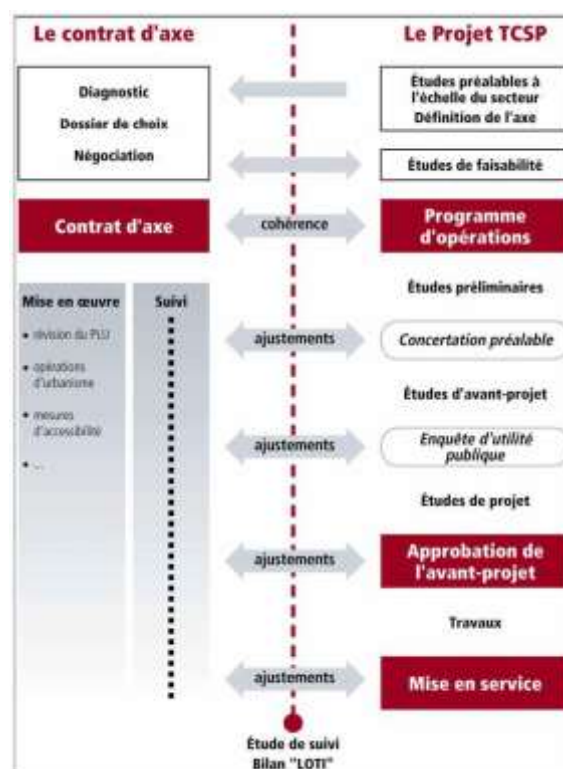 Le contrat d'axe
Le Projet TCSP
Diagnostic
Dossier de choix
Négociation
Études préalables à
l'échelle du secteur
Définition de l'axe
Études de faisabilité
Contrat d'axe
cohérence
Programme
d'opérations
Mise en œuvre
Suivi
• révision du PLU
• opérations
d'urbanisme
• mesures
d'accessibilité
• ...
Études préliminaires
ajustements
Concertation préalable
Études d'avant-projet
ajustements
Enquête d'utilité
publique
Études de projet
ajustements
Approbation de
l'avant-projet
Travaux
ajustements
Mise en service
Étude de suivi
Bilan "LOTI"